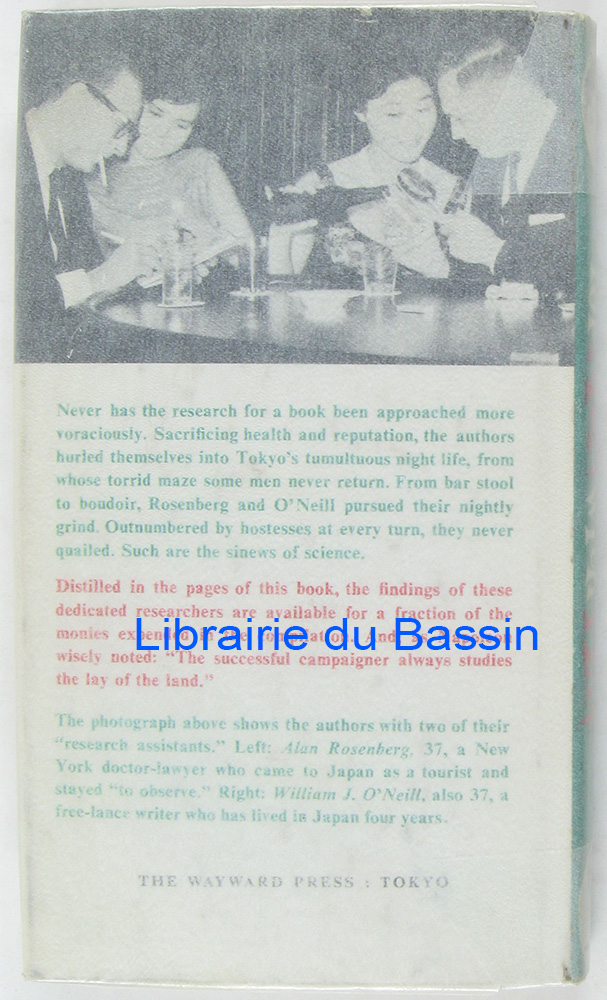 Never has the research for a book been approached more
voraciously. Sacrificing health and reputation, the authors
hurled themselves into Tokyo's tumultuous night life, from
whose torrid maze some men never return. From bar stool
to boudoir, Rosenberg and O'Neill pursued their nightly
grind. Outnumbered by hostesses at every turn, they never
quailed. Such are the sinews of science.
Distilled in the pages of this book, the findings of these
dedicated researchers are available for a fraction of the
monies expended in the
Librairie du Bassin
wisely noted: "The successful campaigner always studies
the lay of the land."
The photograph above shows the authors with two of their
"research assistants." Left: Alan Rosenberg, 37, a New
York doctor-lawyer who came to Japan as a tourist and
stayed "to observe." Right: William J. O'Neill, also 37, a
free-lance writer who has lived in Japan four years.
THE WAYWARD PRESS : TOKYO